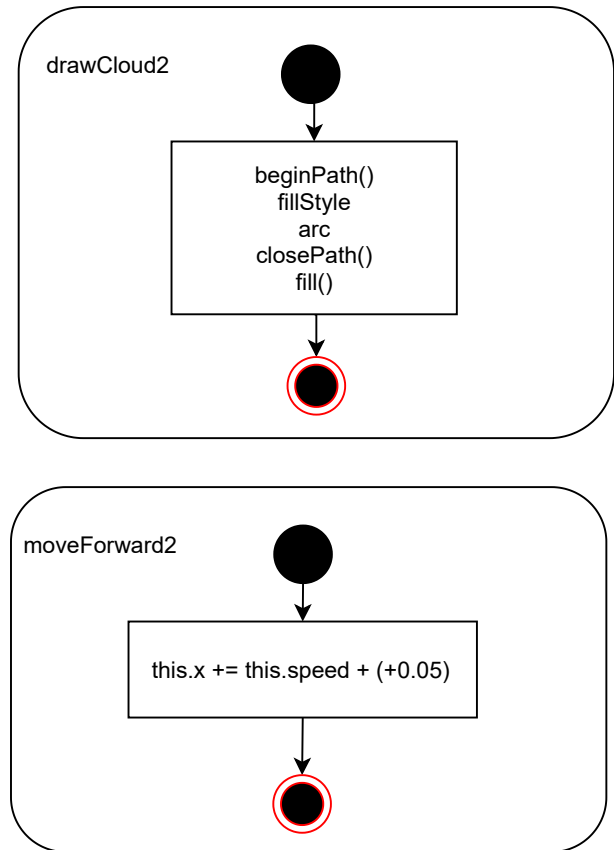 drawCloud2
beginPath()
fillStyle
arc
closePath()
fill()
moveForward2
this.x += this.speed + (+0.05)